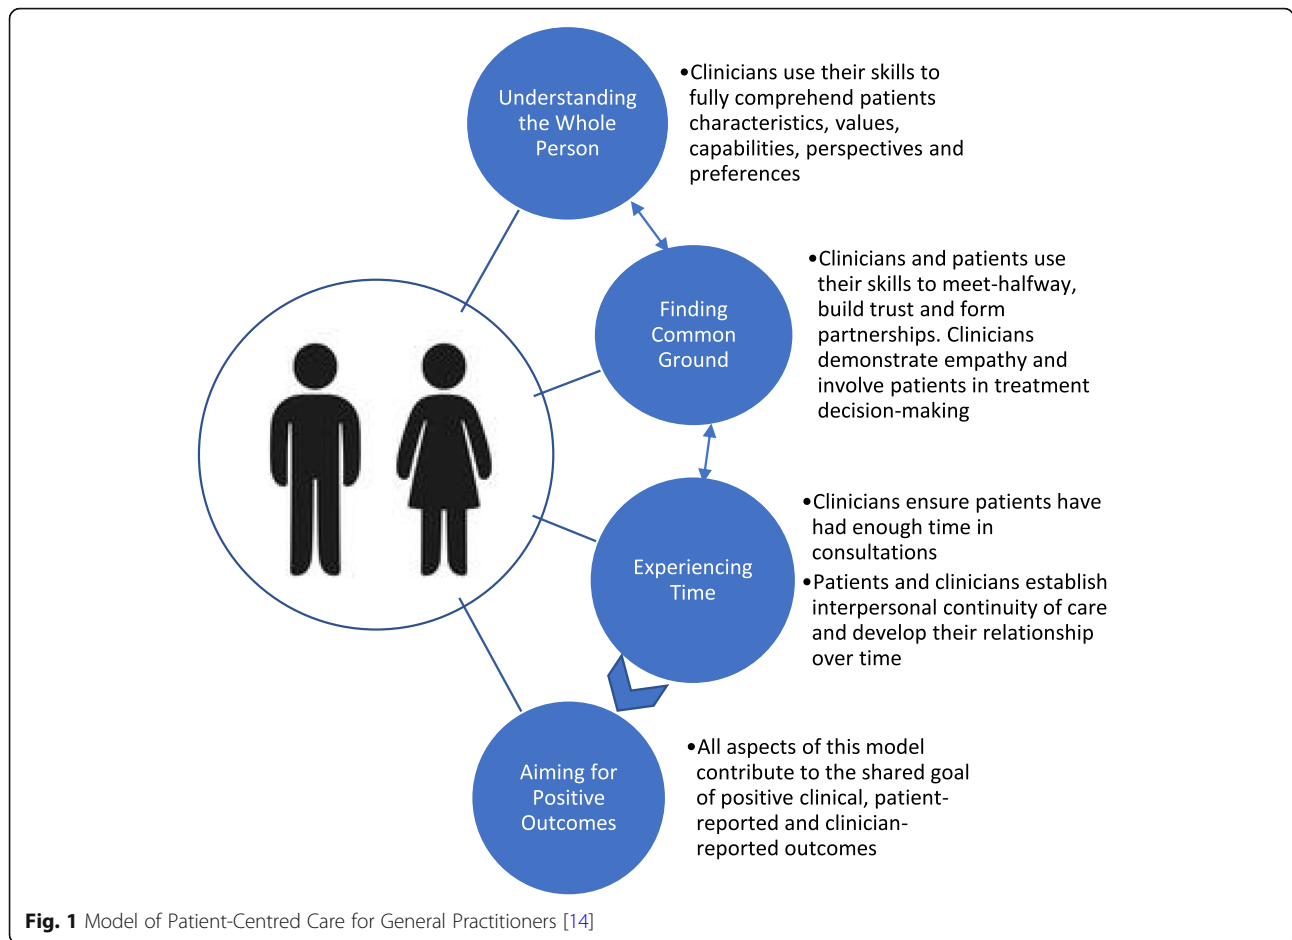 Understanding
the Whole
Person
•Clinicians use their skills to
fully comprehend patients
characteristics, values,
capabilities, perspectives and
preferences
Finding
Common
Ground
•Clinicians and patients use
their skills to meet-halfway,
build trust and form
partnerships. Clinicians
demonstrate empathy and
involve patients in treatment
decision-making
Experiencing
Time
•Clinicians ensure patients have
had enough time in
consultations
•Patients and clinicians establish
interpersonal continuity of care
and develop their relationship
over time
Aiming for
Positive
Outcomes
•All aspects of this model
contribute to the shared goal
of positive clinical, patient-
reported and clinician-
reported outcomes
Fig. 1 Model of Patient-Centred Care for General Practitioners [14]